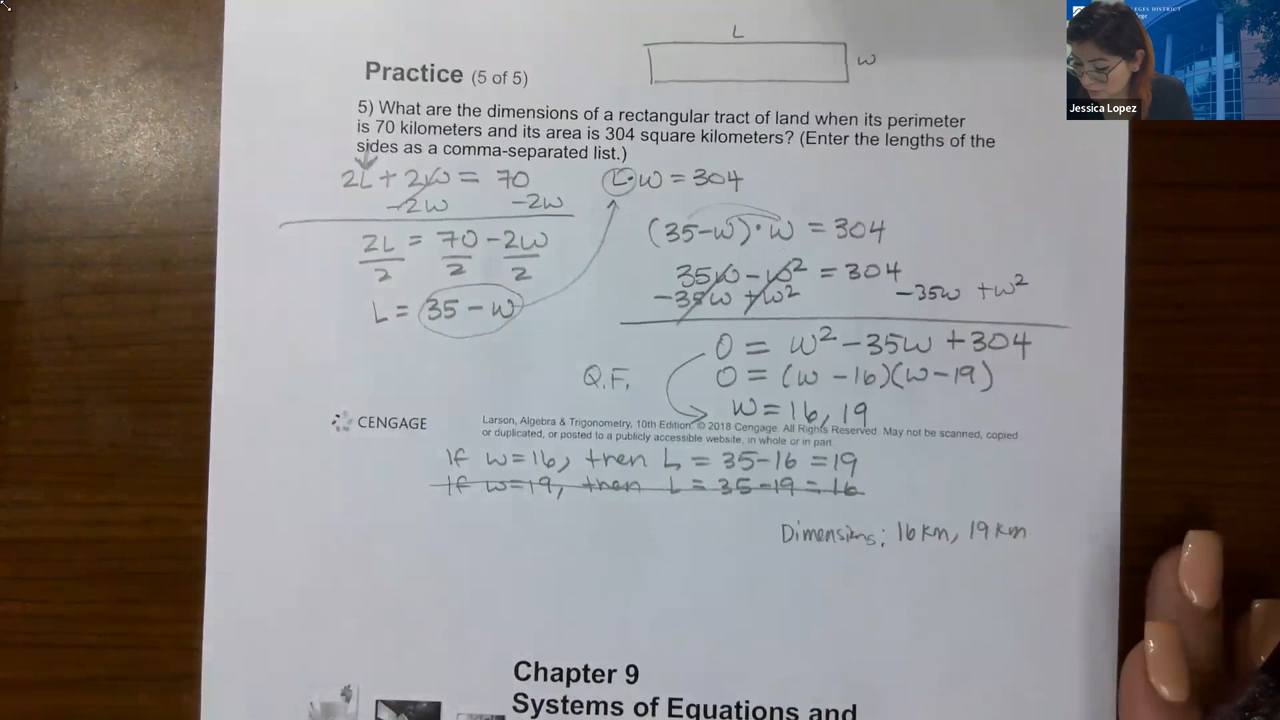 L
W
Practice (5 of 5)
5) What are the dimensions of a rectangular tract of land when its perimeter
is 70 kilometers and its area is 304 square kilometers? (Enter the lengths of the
sides as a comma-separated list.)
2L + 2W = 70
-2W -2W
2L = 70 - 2W
2 2 2
L = 35 - W
L·W = 304
(35-W)·W = 304
35W - W² = 304
-35W +W² -35W +W²
0 = W² - 35W + 304
Q.F.
0 = (W - 16)(W - 19)
W = 16, 19
CENGAGE
Larson, Algebra & Trigonometry, 10th Edition. © 2018 Cengage. All Rights Reserved. May not be scanned, copied
or duplicated, or posted to a publicly accessible website, in whole or in part.
If W=16, then L = 35-16 = 19
If W=19, then L = 35-19 = 16
Dimensions: 16 km, 19 km
Chapter 9
Systems of Equations and
EGES DISTRICT
Jessica Lopez